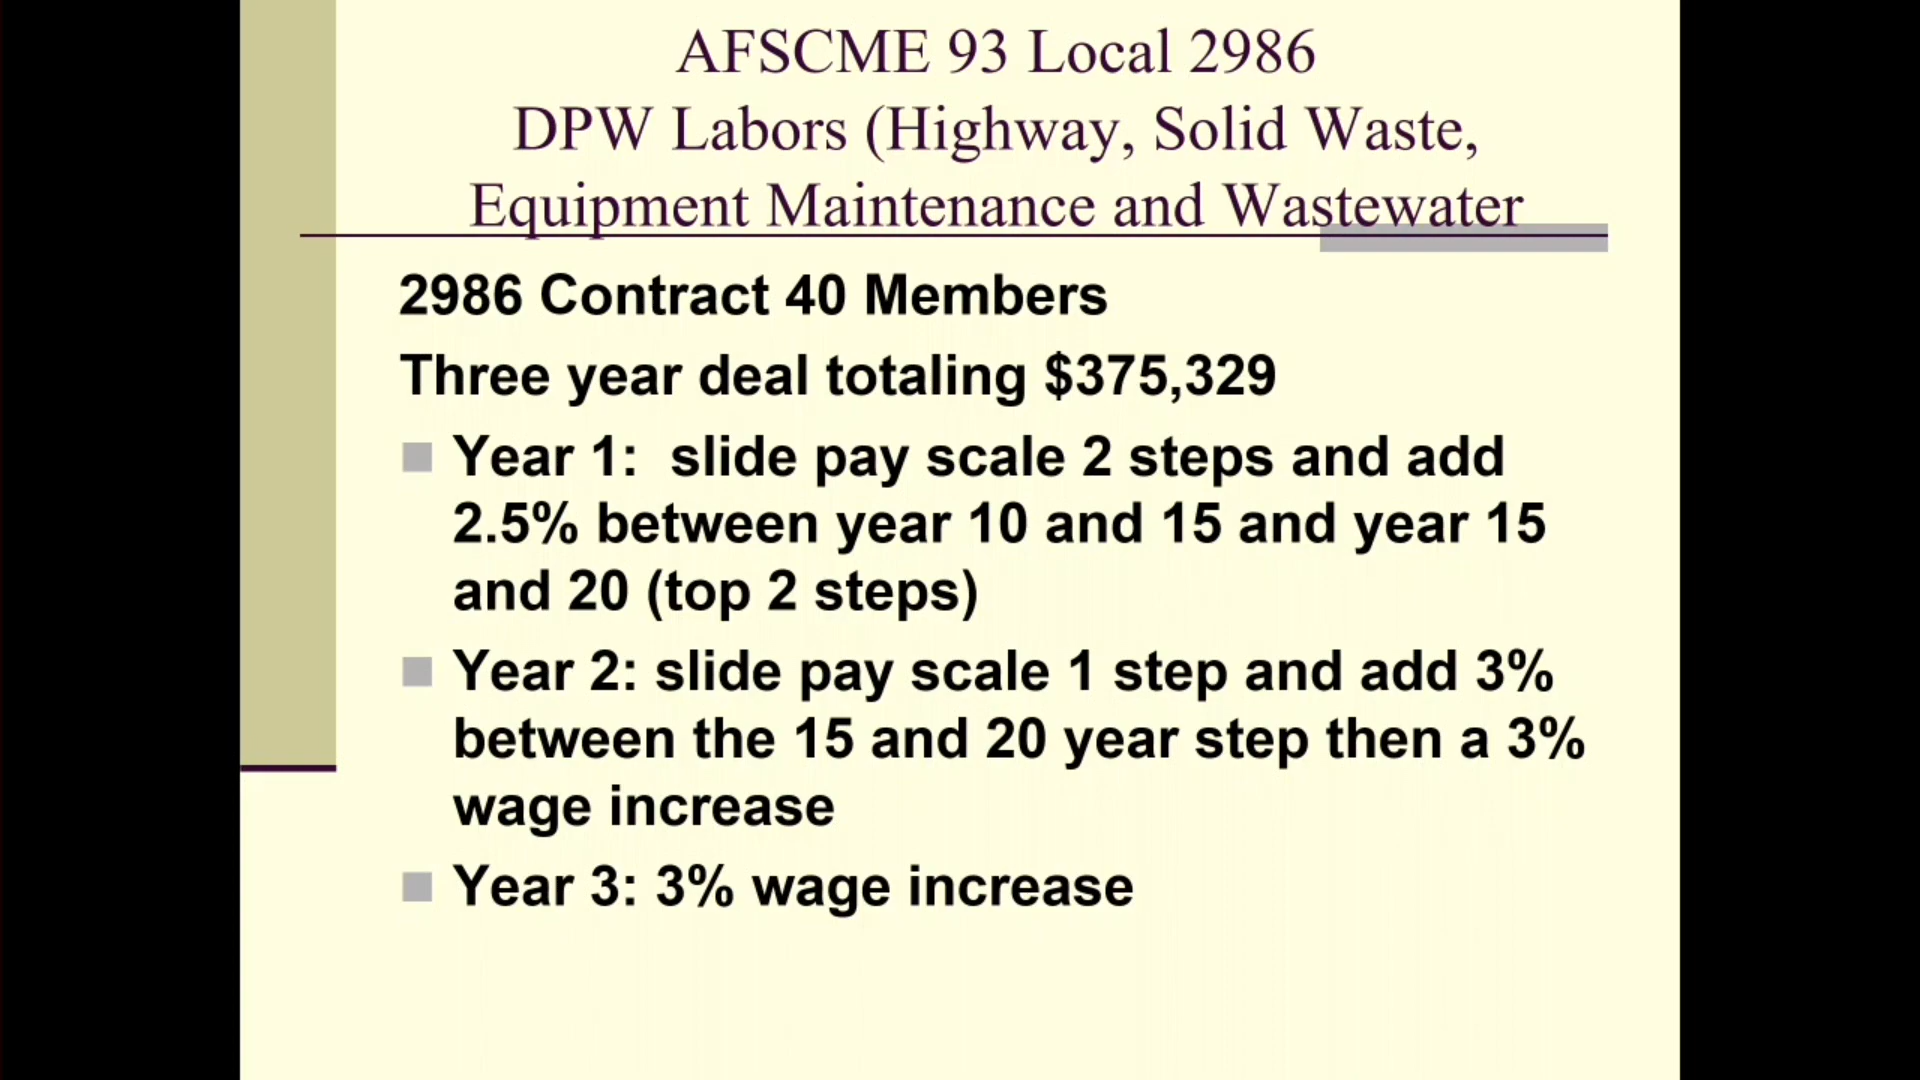 AFSCME 93 Local 2986
DPW Labors (Highway, Solid Waste,
Equipment Maintenance and Wastewater
2986 Contract 40 Members
Three year deal totaling $375,329
Year 1:  slide pay scale 2 steps and add
2.5% between year 10 and 15 and year 15
and 20 (top 2 steps)
Year 2: slide pay scale 1 step and add 3%
between the 15 and 20 year step then a 3%
wage increase
Year 3: 3% wage increase